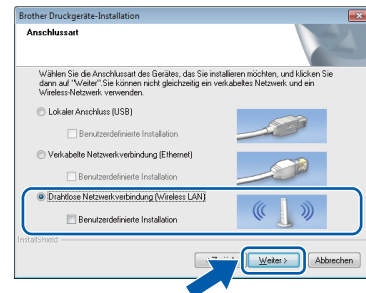 Brother Druckgeräte-Installation
Anschlussart
Wählen Sie die Anschlussart des Gerätes, das Sie installieren möchten, und klicken Sie
dann auf "Weiter".Sie können nicht gleichzeitig ein verkabeltes Netzwerk und ein
Wireless-Netzwerk verwenden.
Lokaler Anschluss (USB)
Benutzerdefinierte Installation
Verkabelte Netzwerkverbindung (Ethernet)
Benutzerdefinierte Installation
Drahtlose Netzwerkverbindung (Wireless LAN)
Benutzerdefinierte Installation
InstallShield
Weiter >
Abbrechen